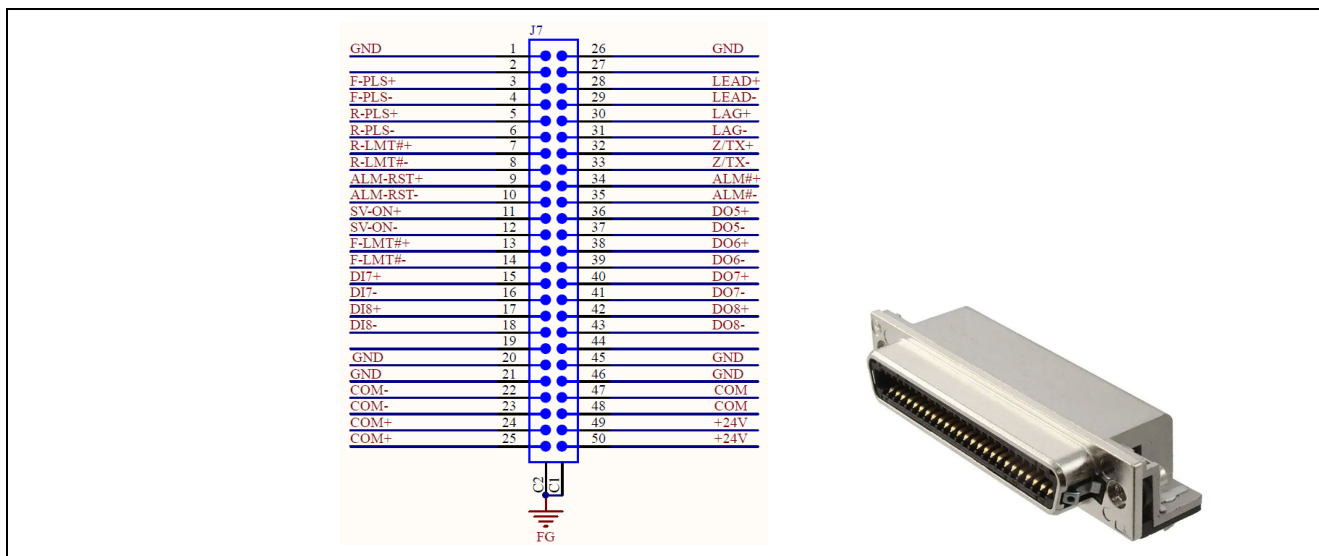 J7
GND 1 26 GND
2 27
F-PLS+ 3 28 LEAD+
F-PLS- 4 29 LEAD-
R-PLS+ 5 30 LAG+
R-PLS- 6 31 LAG-
R-LMT#+ 7 32 Z/TX+
R-LMT#- 8 33 Z/TX-
ALM-RST+ 9 34 ALM#+
ALM-RST- 10 35 ALM#-
SV-ON+ 11 36 DO5+
SV-ON- 12 37 DO5-
F-LMT#+ 13 38 DO6+
F-LMT#- 14 39 DO6-
DI7+ 15 40 DO7+
DI7- 16 41 DO7-
DI8+ 17 42 DO8+
DI8- 18 43 DO8-
19 44
GND 20 45 GND
GND 21 46 GND
COM- 22 47 COM
COM- 23 48 COM
COM+ 24 49 +24V
COM+ 25 50 +24V
C2 C1
FG